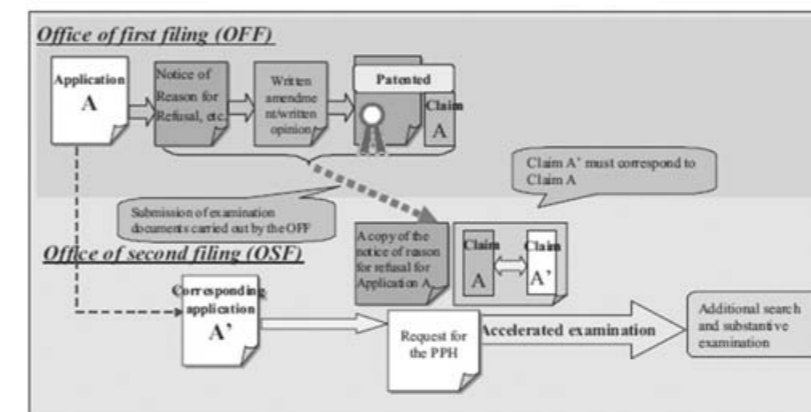 Office of first filing (OFF)
Application
A
Notice of
Reason for
Refusal, etc.
Written
amendme
nt/written
opinion
Patented
Claim
A
Claim A' must correspond to
Claim A
Submission of examination
documents carried out by the OFF
Office of second filing (OSF)
A copy of the
notice of reason
for refusal for
Application A
Claim
A
Claim
A'
Corresponding
application
A'
Request for
the PPH
Accelerated examination
Additional search
and substantive
examination